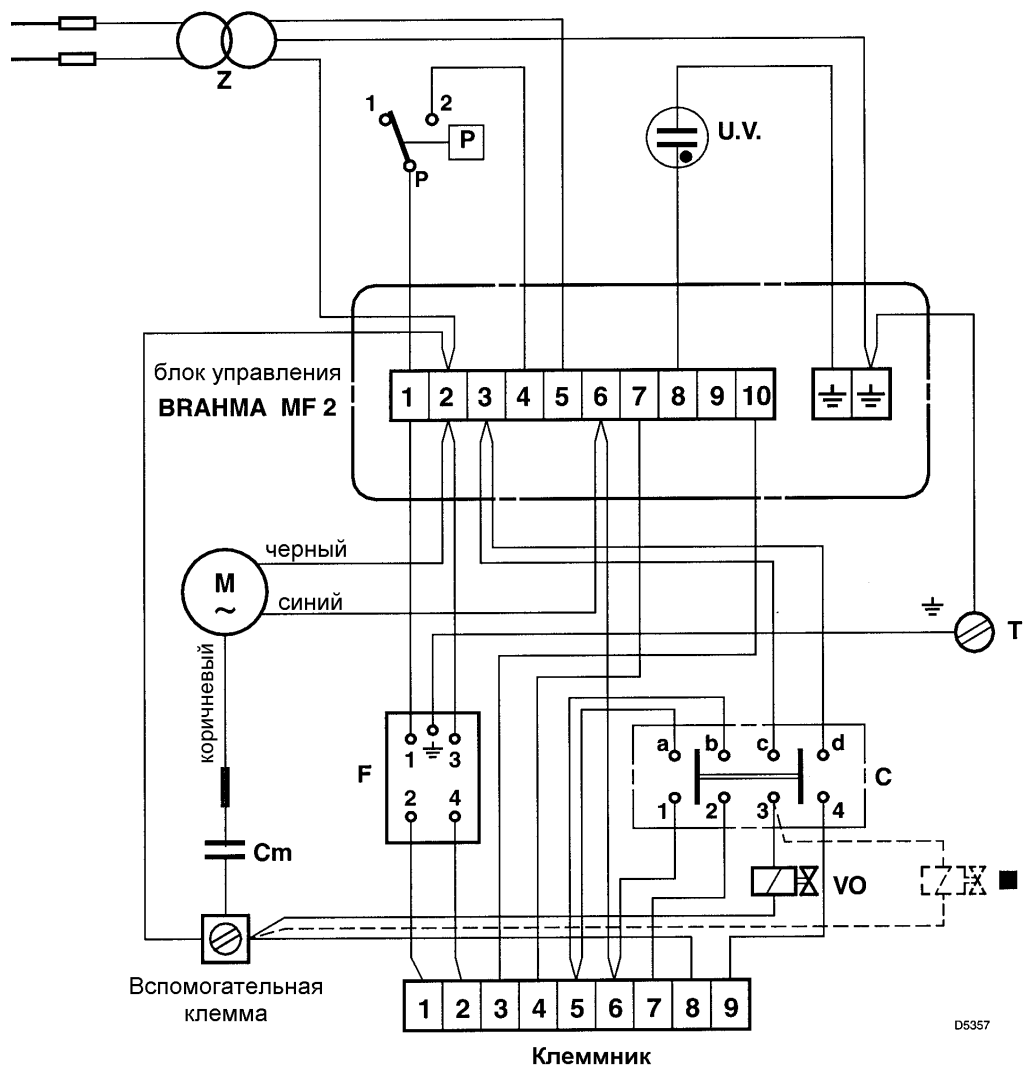 Z
1 2
P
P
U.V.
блок управления
BRAHMA MF 2
1 2 3 4 5 6 7 8 9 10
черный
M
~
синий
коричневый
T
F
1 3
2 4
a b c d
C
1 2 3 4
Cm
VO
Вспомогательная
клемма
1 2 3 4 5 6 7 8 9
D5357
Клеммник